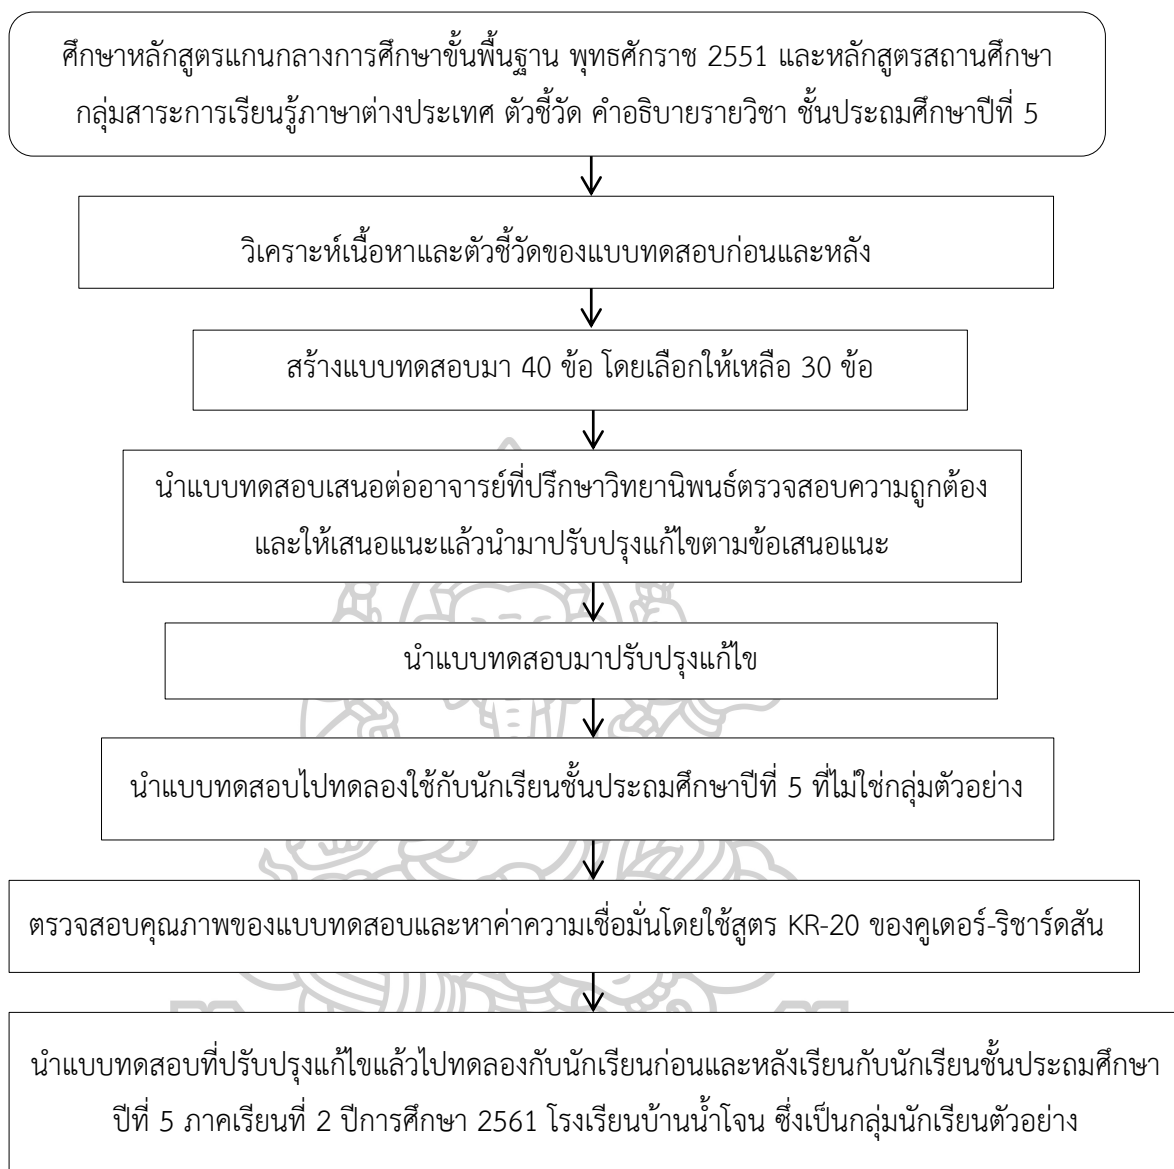 ศึกษาหลักสูตรแกนกลางการศึกษาขั้นพื้นฐาน พุทธศักราช 2551 และหลักสูตรสถานศึกษา
กลุ่มสาระการเรียนรู้ภาษาต่างประเทศ ตัวชี้วัด คำอธิบายรายวิชา ชั้นประถมศึกษาปีที่ 5
วิเคราะห์เนื้อหาและตัวชี้วัดของแบบทดสอบก่อนและหลัง
สร้างแบบทดสอบมา 40 ข้อ โดยเลือกให้เหลือ 30 ข้อ
นำแบบทดสอบเสนอต่ออาจารย์ที่ปรึกษาวิทยานิพนธ์ตรวจสอบความถูกต้อง
และให้เสนอแนะแล้วนำมาปรับปรุงแก้ไขตามข้อเสนอแนะ
นำแบบทดสอบมาปรับปรุงแก้ไข
นำแบบทดสอบไปทดลองใช้กับนักเรียนชั้นประถมศึกษาปีที่ 5 ที่ไม่ใช่กลุ่มตัวอย่าง
ตรวจสอบคุณภาพของแบบทดสอบและหาค่าความเชื่อมั่นโดยใช้สูตร KR-20 ของคูเดอร์-ริชาร์ดสัน
นำแบบทดสอบที่ปรับปรุงแก้ไขแล้วไปทดลองกับนักเรียนก่อนและหลังเรียนกับนักเรียนชั้นประถมศึกษา
ปีที่ 5 ภาคเรียนที่ 2 ปีการศึกษา 2561 โรงเรียนบ้านน้ำโจน ซึ่งเป็นกลุ่มนักเรียนตัวอย่าง